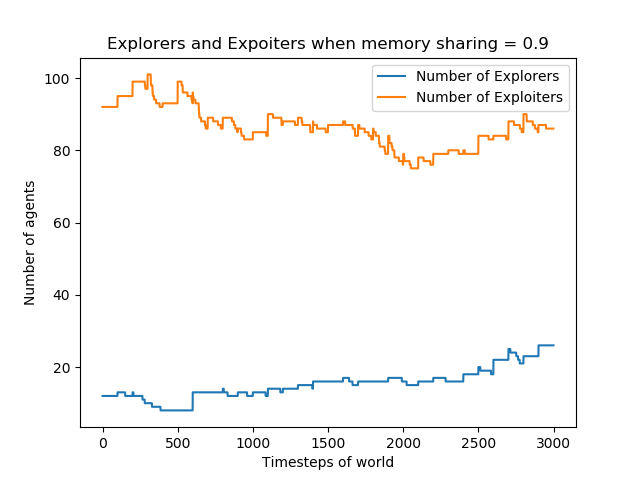 Explorers and Expoiters when memory sharing = 0.9
Number of Explorers
Number of Exploiters
100
80
60
40
20
Number of agents
0 500 1000 1500 2000 2500 3000
Timesteps of world